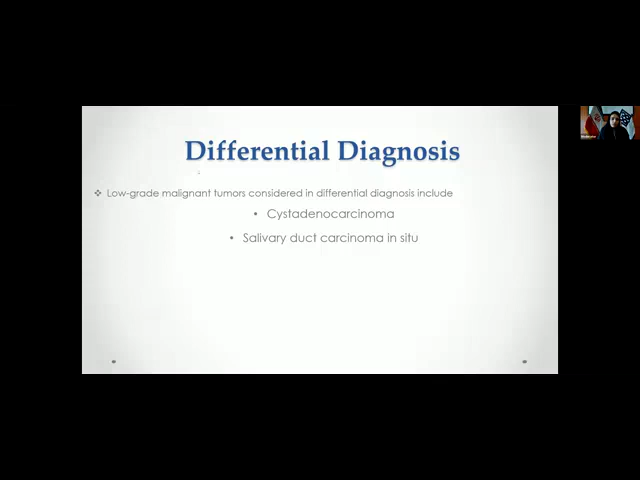 Differential Diagnosis
❖ Low-grade malignant tumors considered in differential diagnosis include
• Cystadenocarcinoma
• Salivary duct carcinoma in situ